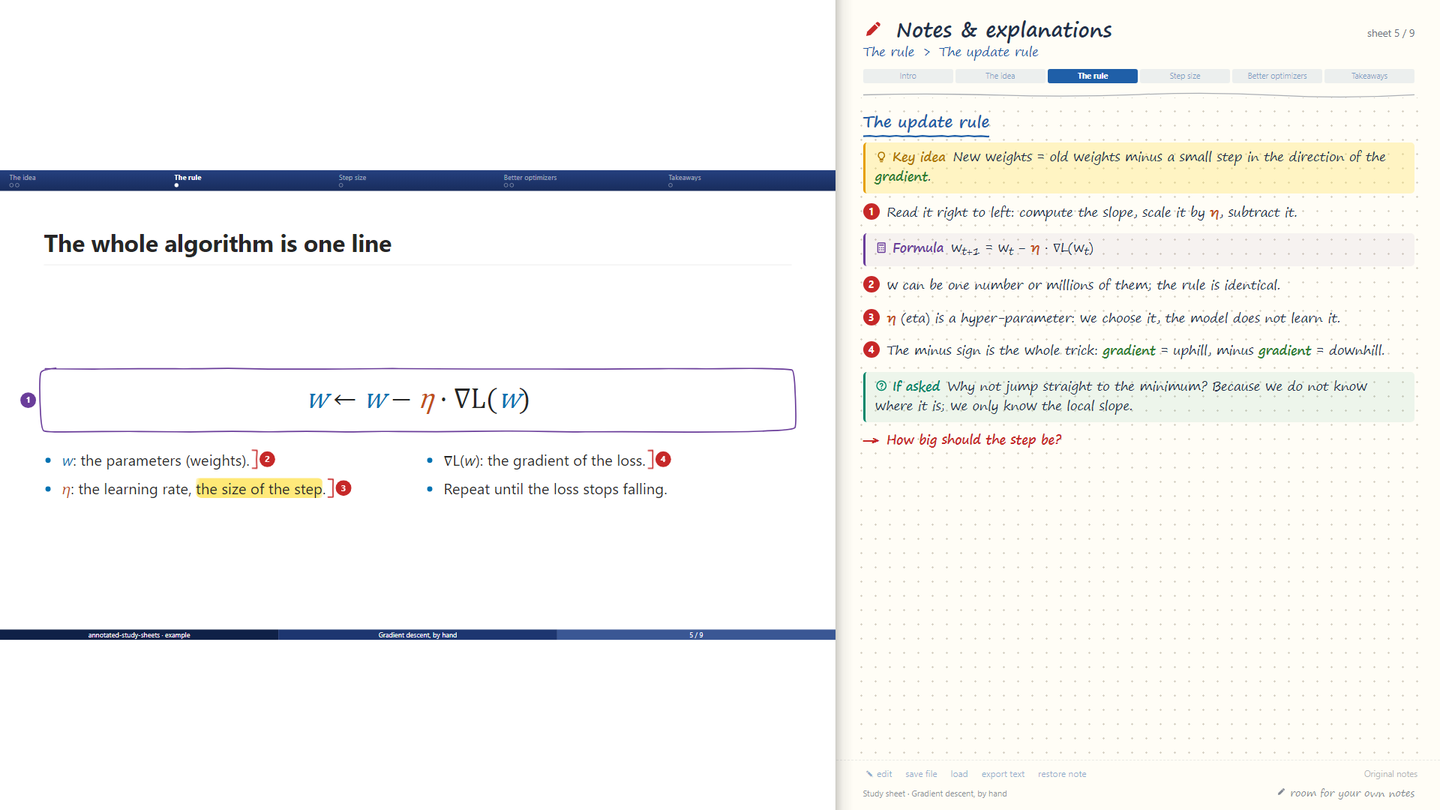 The idea
The rule
Step size
Better optimizers
Takeaways
The whole algorithm is one line
1
w ← w − η · ∇L(w)
w: the parameters (weights). 2
η: the learning rate, the size of the step. 3
∇L(w): the gradient of the loss. 4
Repeat until the loss stops falling.
annotated-study-sheets · example
Gradient descent, by hand
5 / 9
Notes & explanations
sheet 5 / 9
The rule > The update rule
Intro
The idea
The rule
Step size
Better optimizers
Takeaways
The update rule
Key idea New weights = old weights minus a small step in the direction of the
gradient.
1 Read it right to left: compute the slope, scale it by η, subtract it.
Formula w_{t+1} = w_t − η · ∇L(w_t)
2 w can be one number or millions of them; the rule is identical.
3 η (eta) is a hyper-parameter: we choose it, the model does not learn it.
4 The minus sign is the whole trick: gradient = uphill, minus gradient = downhill.
If asked Why not jump straight to the minimum? Because we do not know
where it is; we only know the local slope.
→ How big should the step be?
edit
save file
load
export text
restore note
Original notes
Study sheet · Gradient descent, by hand
room for your own notes